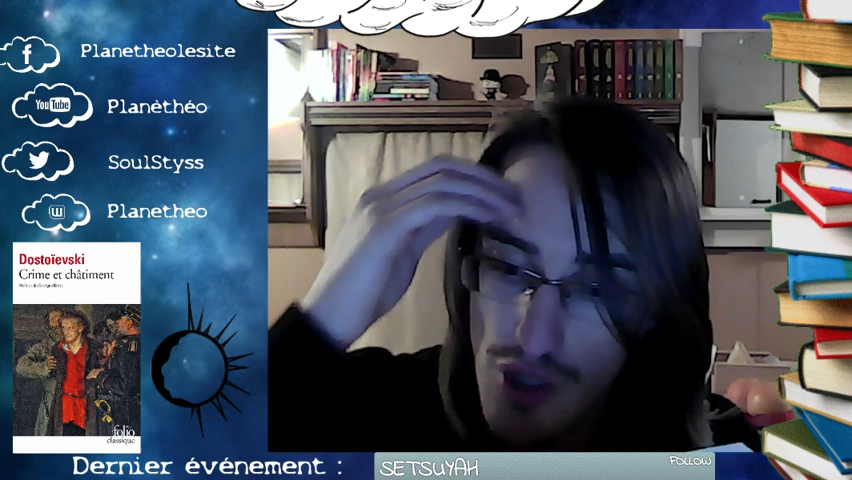 f Planetheolesite
YouTube Planèthéo
SoulStyss
W Planetheo
Dostoïevski
Crime et châtiment
folio
classique
Dernier événement : SETSUYAH FOLLOW